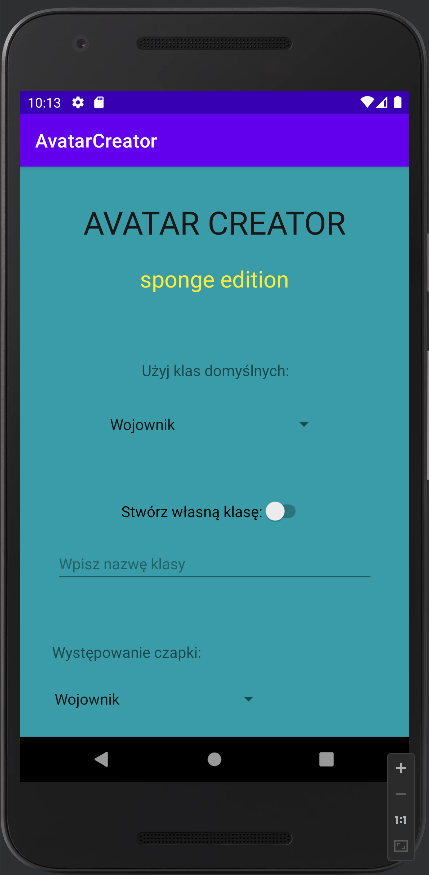 10:13
AvatarCreator
AVATAR CREATOR
sponge edition
Użyj klas domyślnych:
Wojownik
Stwórz własną klasę:
Wpisz nazwę klasy
Występowanie czapki:
Wojownik
1:1